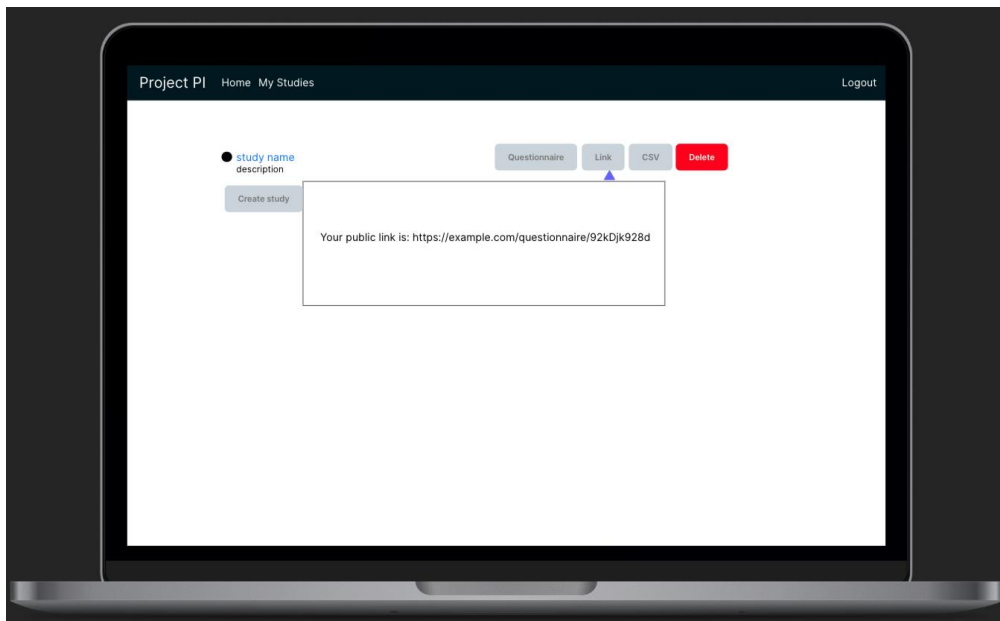 Project PI Home My Studies Logout
study name Questionnaire Link CSV Delete
description
Create study
Your public link is: https://example.com/questionnaire/92kDjk928d